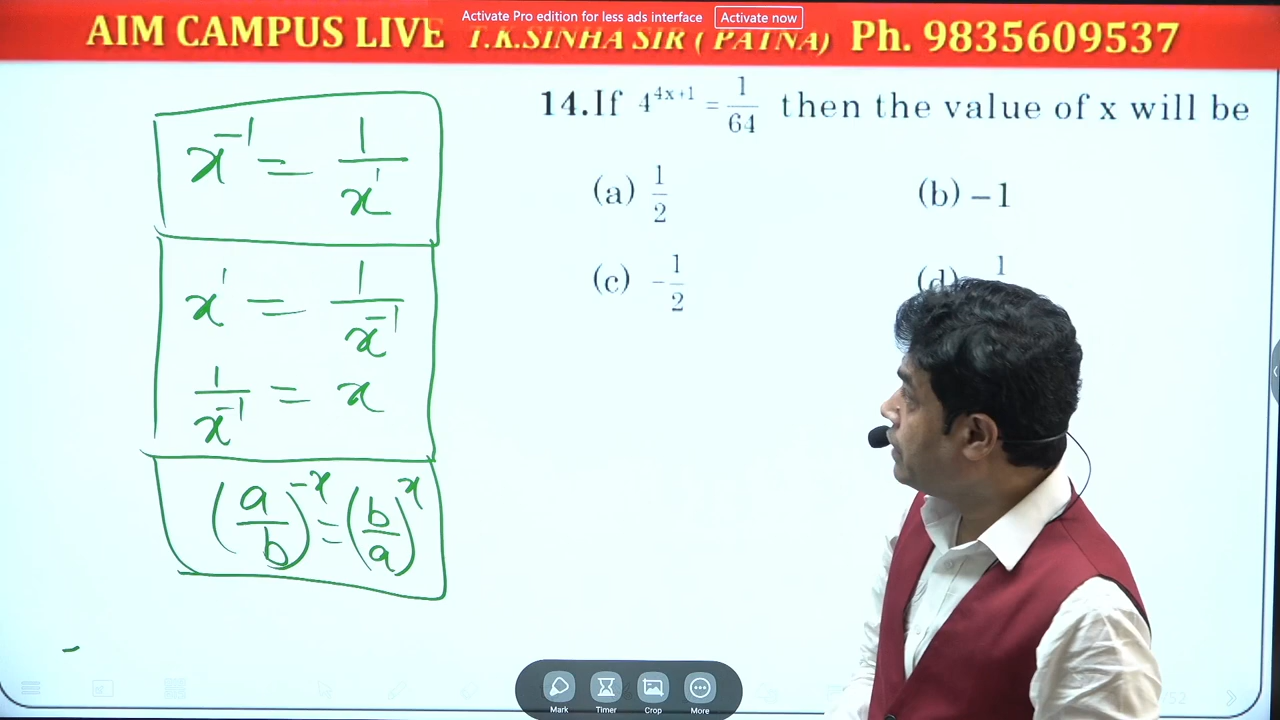 Activate Pro edition for less ads interface Activate now
AIM CAMPUS LIVE T.K.SINHA SIR ( PATNA) Ph. 9835609537
14.If 4^{4x+1} = 1/64 then the value of x will be
(a) 1/2 (b) −1
(c) −1/2 (d) 1
x^{-1} = 1/x^{1}
x^{1} = 1/x^{-1}
1/x^{-1} = x
(a/b)^{-x} = (b/a)^{x}
-
Mark Timer Crop More